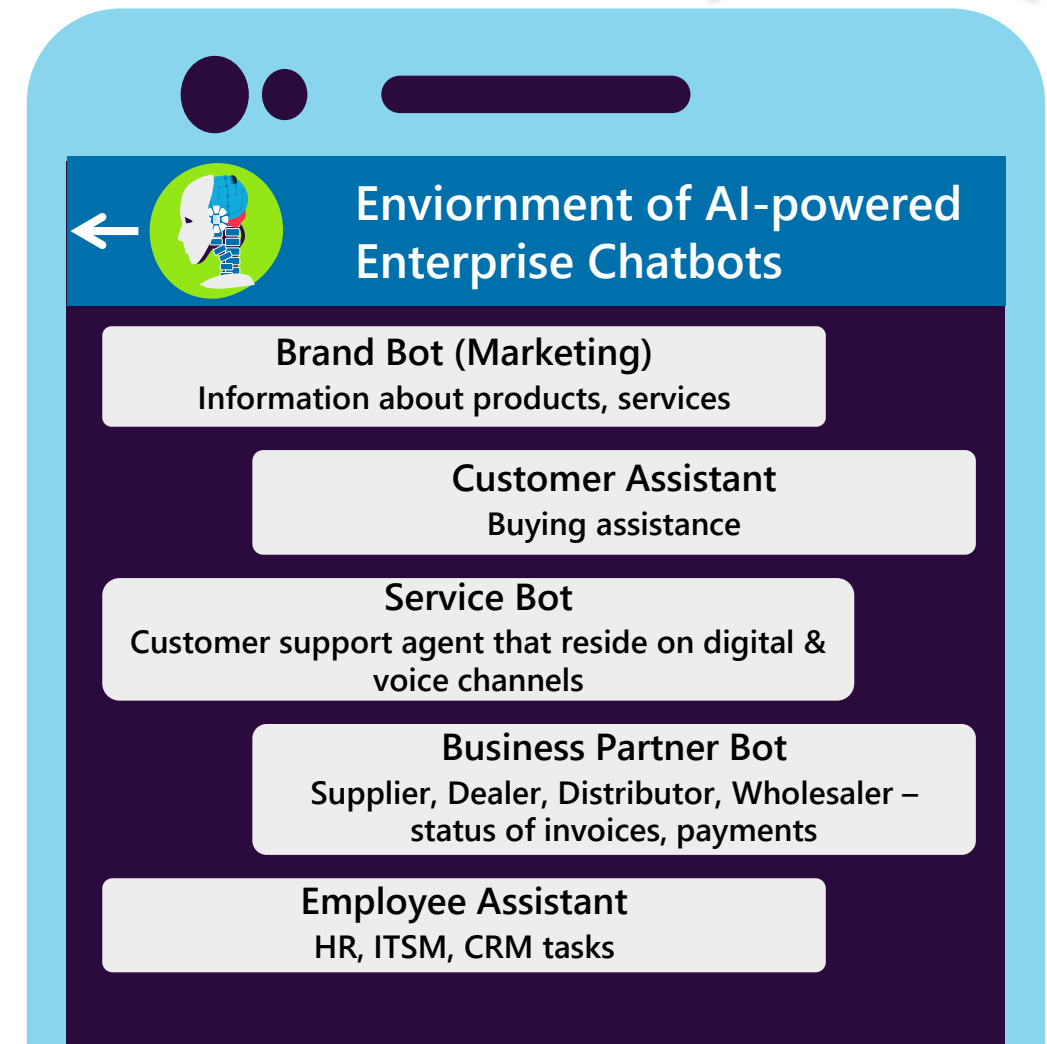 Enviornment of AI-powered
Enterprise Chatbots
Brand Bot (Marketing)
Information about products, services
Customer Assistant
Buying assistance
Service Bot
Customer support agent that reside on digital &
voice channels
Business Partner Bot
Supplier, Dealer, Distributor, Wholesaler –
status of invoices, payments
Employee Assistant
HR, ITSM, CRM tasks